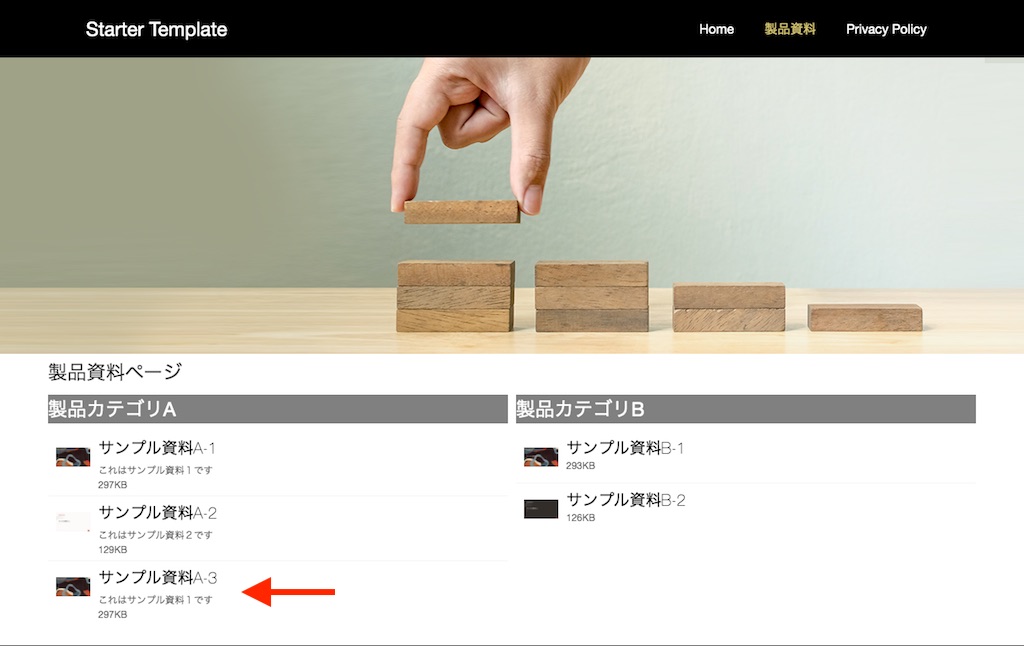 Starter Template
Home
製品資料
Privacy Policy
製品資料ページ
製品カテゴリA
サンプル資料A-1
これはサンプル資料１です
297KB
サンプル資料A-2
これはサンプル資料２です
129KB
サンプル資料A-3
これはサンプル資料１です
297KB
製品カテゴリB
サンプル資料B-1
293KB
サンプル資料B-2
126KB